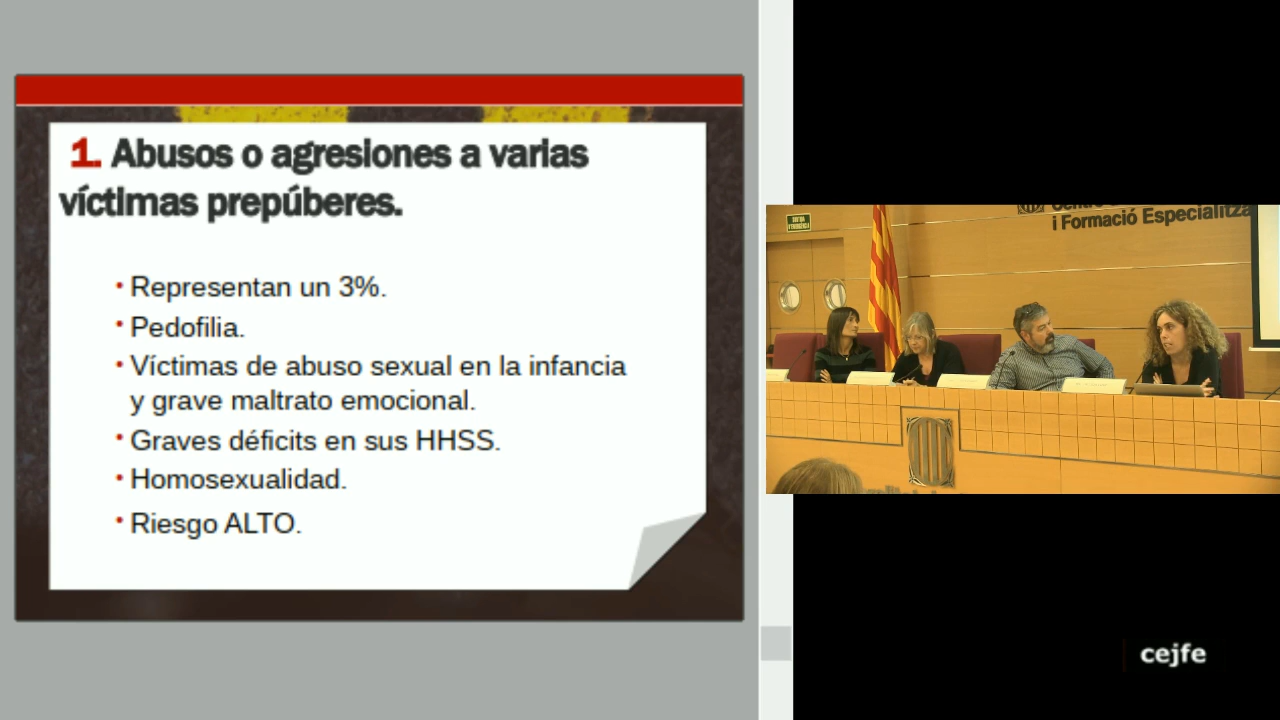 1. Abusos o agresiones a varias
víctimas prepúberes.
• Representan un 3%.
• Pedofilia.
• Víctimas de abuso sexual en la infancia
y grave maltrato emocional.
• Graves déficits en sus HHSS.
• Homosexualidad.
• Riesgo ALTO.
i Formació Especialitza
cejfe